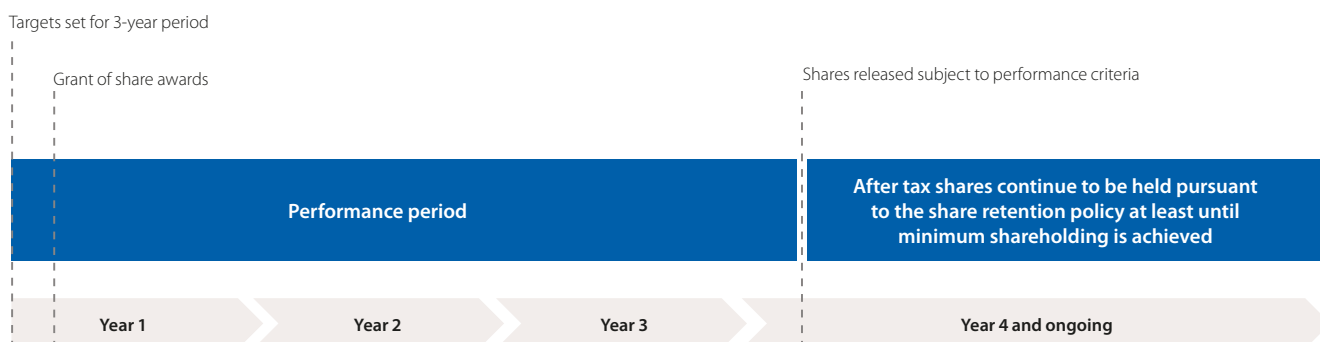 Targets set for 3-year period
Grant of share awards
Shares released subject to performance criteria
Performance period
After tax shares continue to be held pursuant
to the share retention policy at least until
minimum shareholding is achieved
Year 1
Year 2
Year 3
Year 4 and ongoing